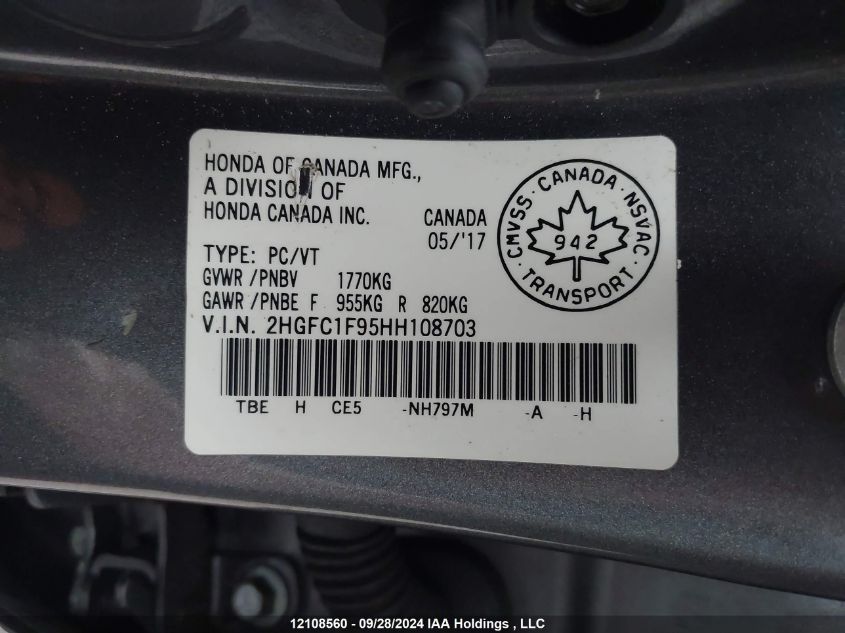 HONDA OF CANADA MFG.,
A DIVISION OF
HONDA CANADA INC. CANADA
05/'17
TYPE: PC/VT
GVWR /PNBV 1770KG
GAWR /PNBE F 955KG R 820KG
V.I.N. 2HGFC1F95HH108703
TBE H CE5 -NH797M -A -H
CMVSS · CANADA · NSVAC
942
TRANSPORT
12108560 - 09/28/2024 IAA Holdings , LLC